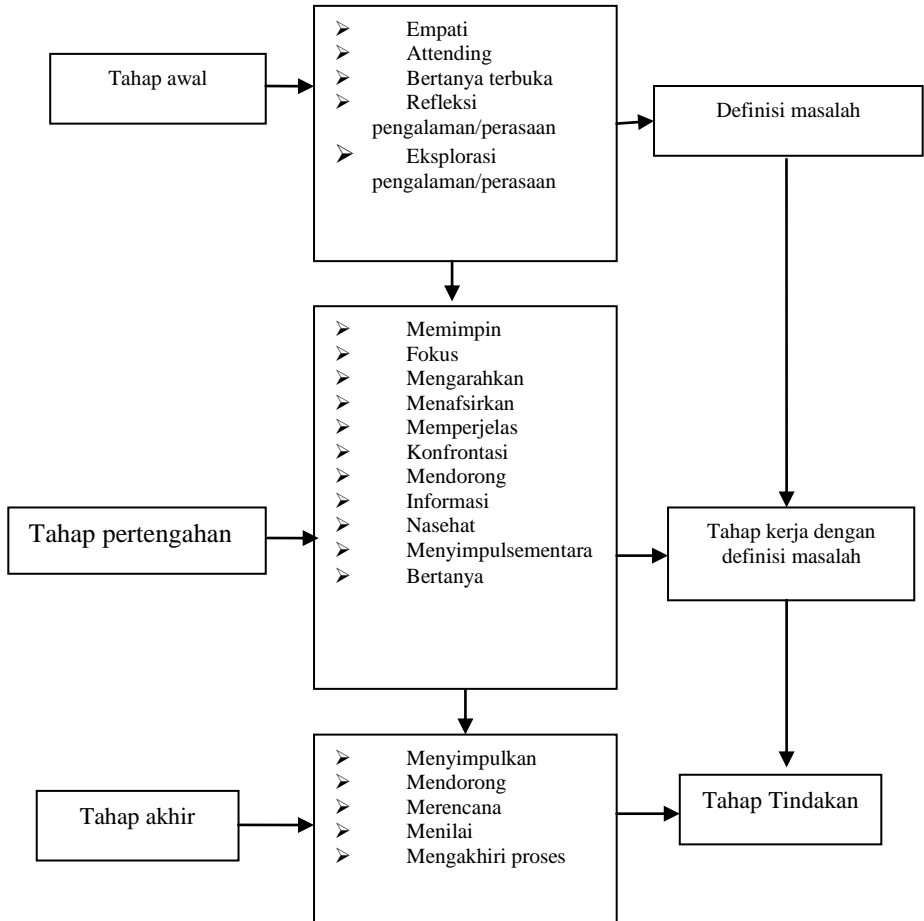 Tahap awal
➢ Empati
➢ Attending
➢ Bertanya terbuka
➢ Refleksi
pengalaman/perasaan
➢ Eksplorasi
pengalaman/perasaan
Definisi masalah
Tahap pertengahan
➢ Memimpin
➢ Fokus
➢ Mengarahkan
➢ Menafsirkan
➢ Memperjelas
➢ Konfrontasi
➢ Mendorong
➢ Informasi
➢ Nasehat
➢ Menyimpulsementara
➢ Bertanya
Tahap kerja dengan
definisi masalah
Tahap akhir
➢ Menyimpulkan
➢ Mendorong
➢ Merencana
➢ Menilai
➢ Mengakhiri proses
Tahap Tindakan